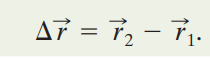 Δr⃗ = r⃗₂ − r⃗₁.